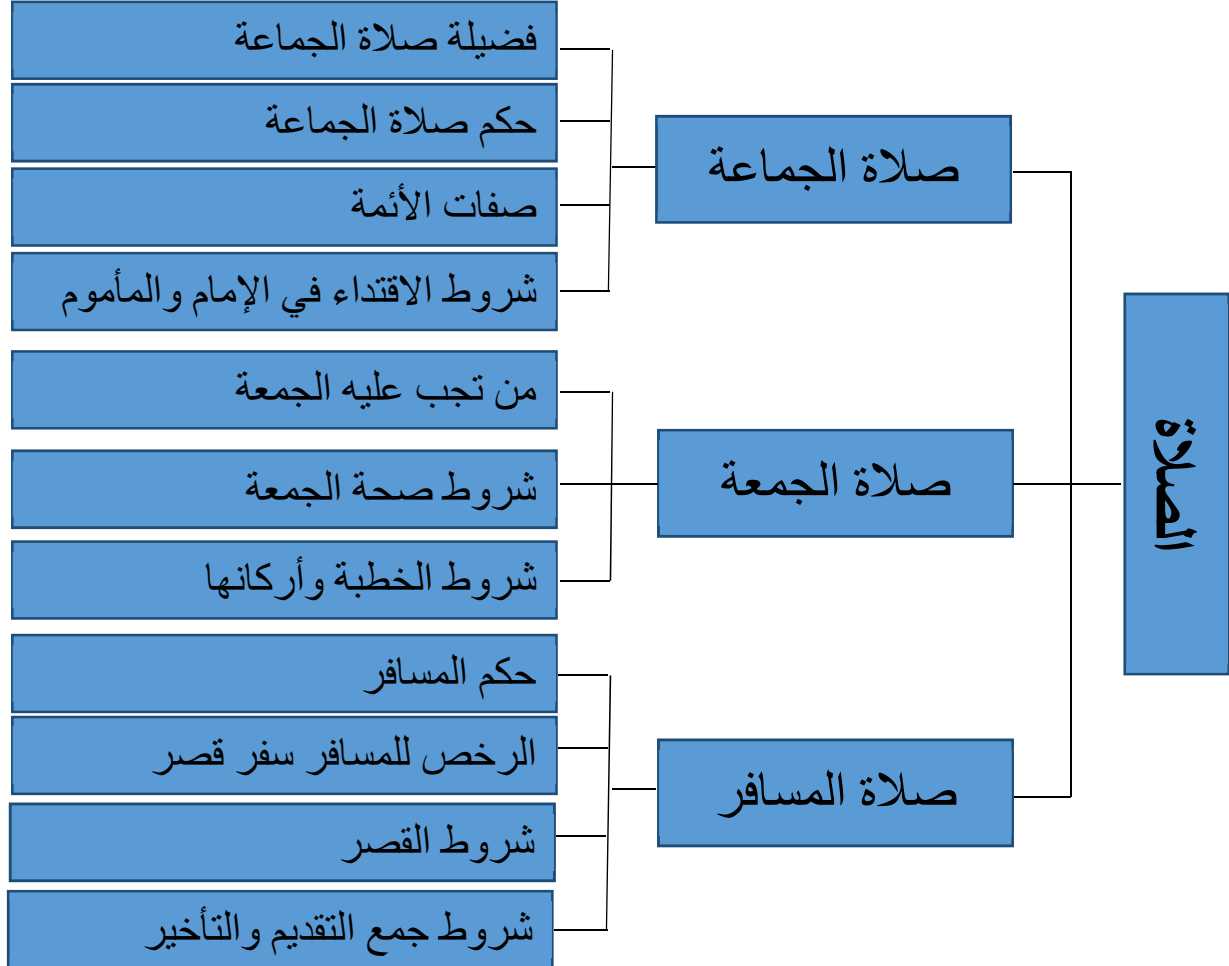 الصلاة
صلاة الجماعة
فضيلة صلاة الجماعة
حكم صلاة الجماعة
صفات الأئمة
شروط الاقتداء في الإمام والمأموم
صلاة الجمعة
من تجب عليه الجمعة
شروط صحة الجمعة
شروط الخطبة وأركانها
صلاة المسافر
حكم المسافر
الرخص للمسافر سفر قصر
شروط القصر
شروط جمع التقديم والتأخير